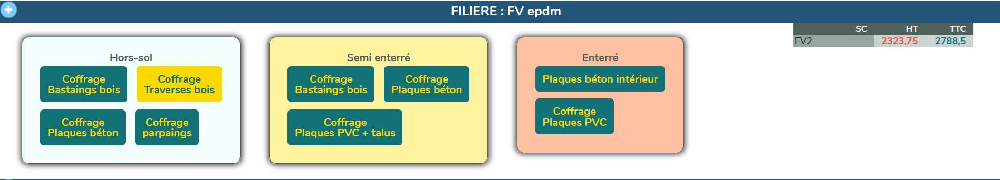 FILIERE : FV epdm
SC HT TTC
FV2 2323,75 2788,5
Hors-sol
Coffrage
Bastaings bois
Coffrage
Traverses bois
Coffrage
Plaques béton
Coffrage
parpaings
Semi enterré
Coffrage
Bastaings bois
Coffrage
Plaques béton
Coffrage
Plaques PVC + talus
Enterré
Plaques béton intérieur
Coffrage
Plaques PVC